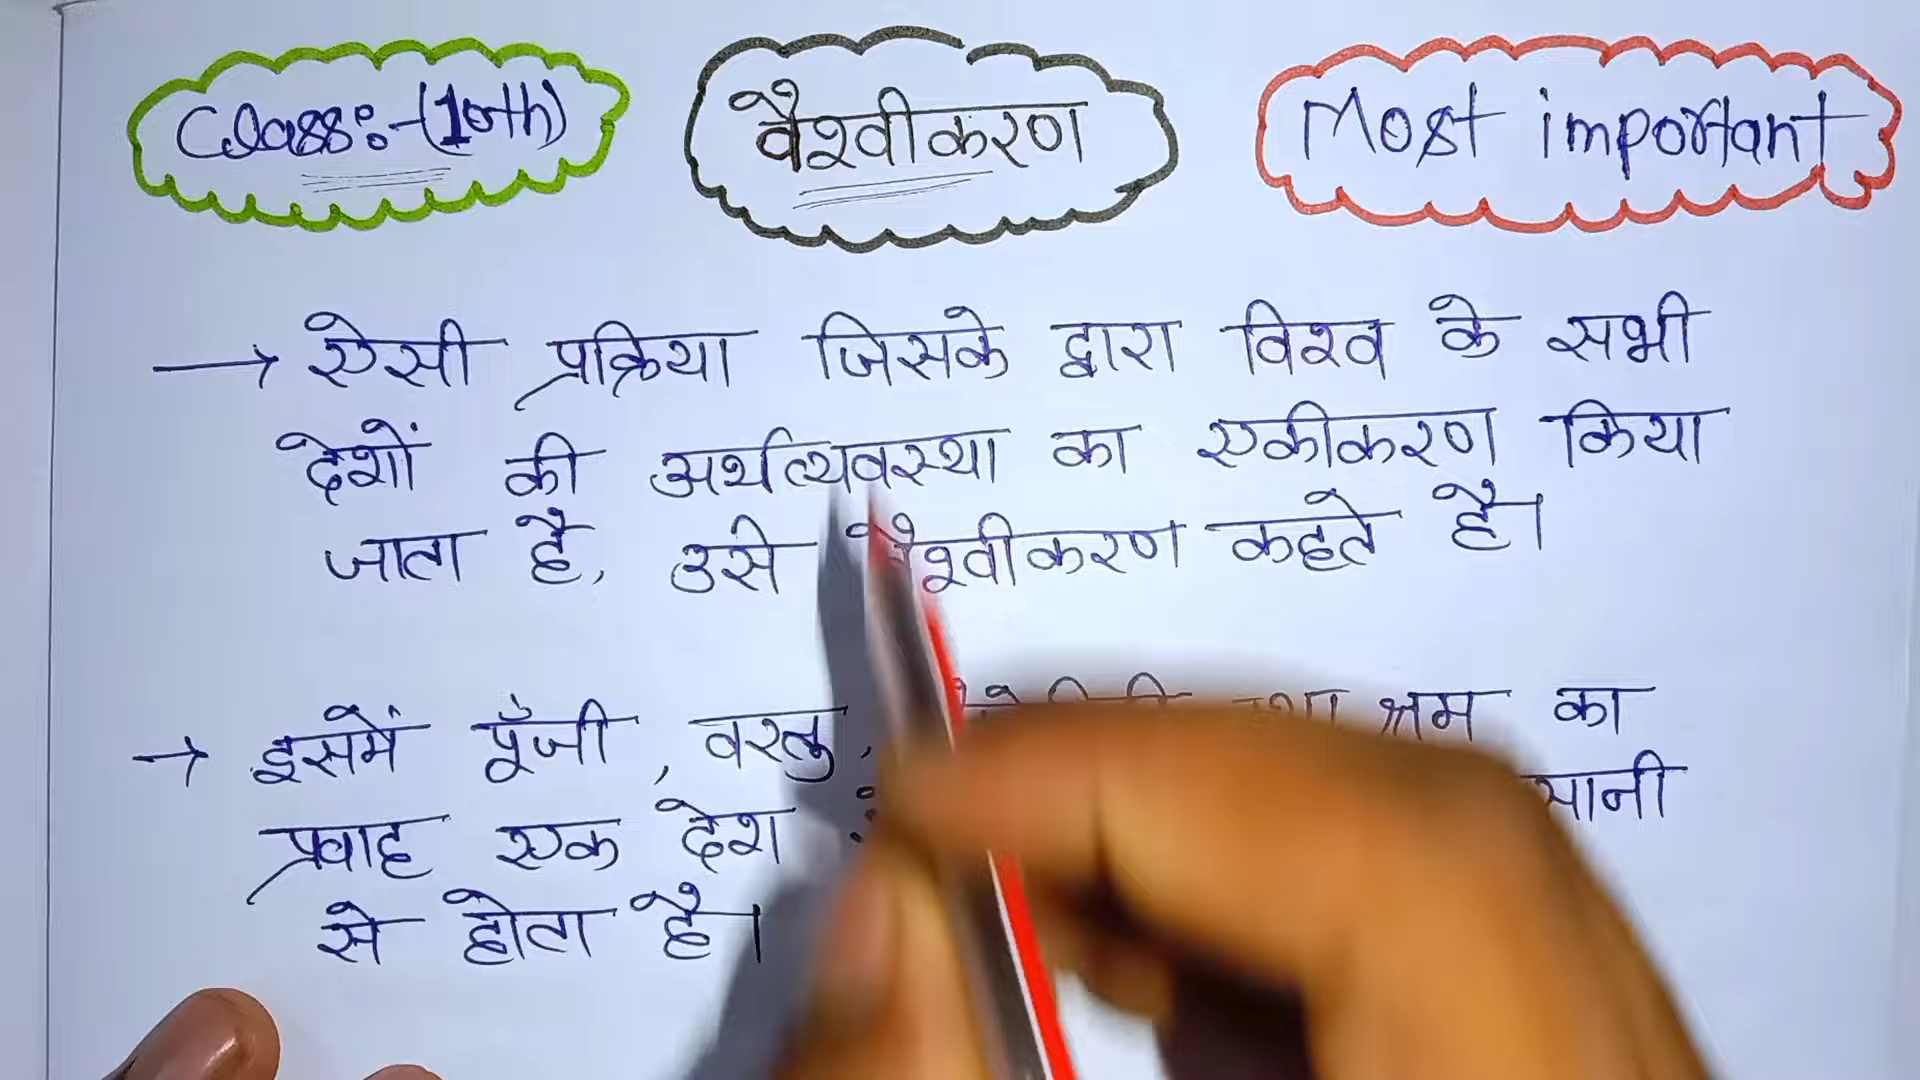 Class:-(10th)
वैश्वीकरण
Most important
→ ऐसी प्रक्रिया जिसके द्वारा विश्व के सभी
देशों की अर्थव्यवस्था का एकीकरण किया
जाता है, उसे वैश्वीकरण कहते है।
→ इसमें पूँजी, वस्तु, श्रम का
प्रवाह एक देश
से होता है।